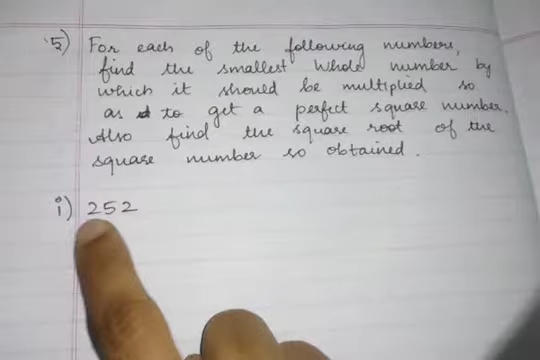 5) For each of the following numbers,
find the smallest whole number by
which it should be multiplied so
as to get a perfect square number.
Also find the square root of the
square number so obtained.
i) 252